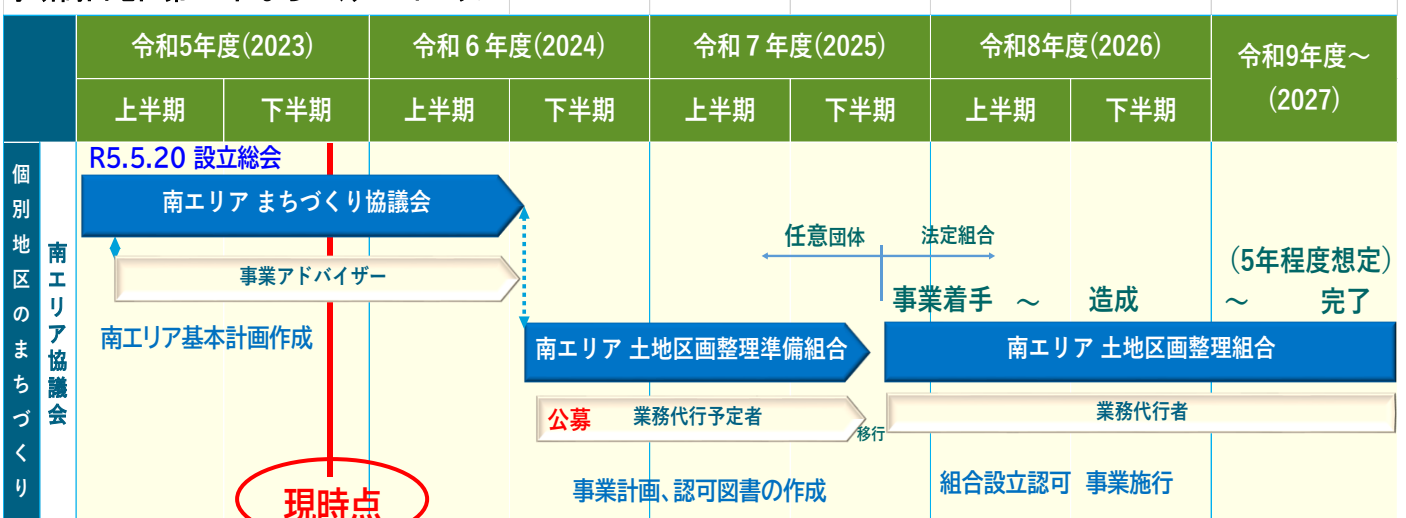 令和5年度(2023)
令和６年度(2024)
令和７年度(2025)
令和8年度(2026)
令和9年度～
(2027)
上半期
下半期
上半期
下半期
上半期
下半期
上半期
下半期
個別地区のまちづくり
南エリア協議会
R5.5.20 設立総会
南エリア まちづくり協議会
任意団体
法定組合
事業アドバイザー
(5年程度想定)
事業着手 ～ 造成 ～ 完了
南エリア基本計画作成
南エリア 土地区画整理準備組合
南エリア 土地区画整理組合
公募 業務代行予定者
移行
業務代行者
現時点
事業計画、認可図書の作成
組合設立認可 事業施行